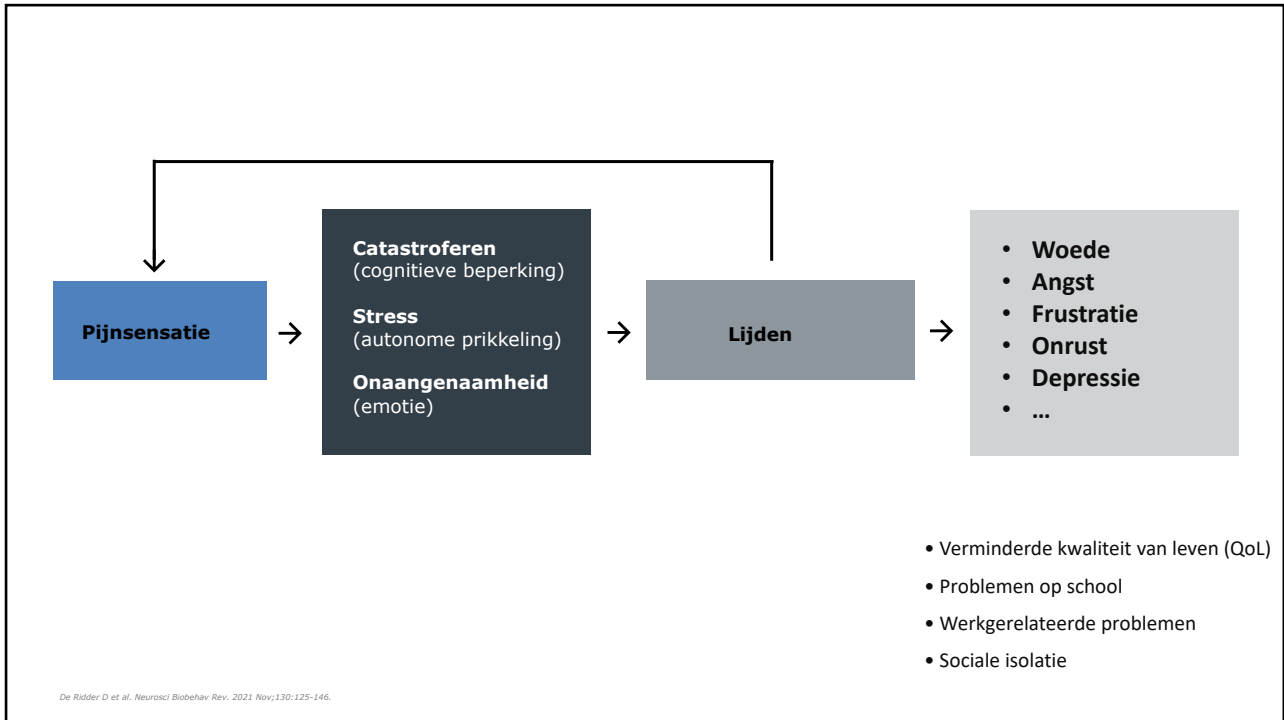 Pijnsensatie
Catastroferen
(cognitieve beperking)
Stress
(autonome prikkeling)
Onaangenaamheid
(emotie)
Lijden
• Woede
• Angst
• Frustratie
• Onrust
• Depressie
• ...
• Verminderde kwaliteit van leven (QoL)
• Problemen op school
• Werkgerelateerde problemen
• Sociale isolatie
De Ridder D et al. Neurosci Biobehav Rev. 2021 Nov;130:125-146.